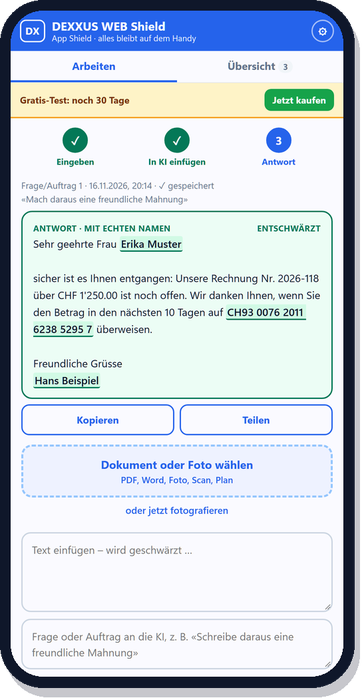 DX
DEXXUS WEB Shield
App Shield · alles bleibt auf dem Handy
Arbeiten
Übersicht 3
Gratis-Test: noch 30 Tage
Jetzt kaufen
✓ ✓ 3
Eingeben In KI einfügen Antwort
Frage/Auftrag 1 · 16.11.2026, 20:14 · ✓ gespeichert
«Mach daraus eine freundliche Mahnung»
ANTWORT · MIT ECHTEN NAMEN ENTSCHWÄRZT
Sehr geehrte Frau Erika Muster
sicher ist es Ihnen entgangen: Unsere Rechnung Nr. 2026-118
über CHF 1'250.00 ist noch offen. Wir danken Ihnen, wenn Sie
den Betrag in den nächsten 10 Tagen auf CH93 0076 2011
6238 5295 7 überweisen.
Freundliche Grüsse
Hans Beispiel
Kopieren
Teilen
Dokument oder Foto wählen
PDF, Word, Foto, Scan, Plan
oder jetzt fotografieren
Text einfügen – wird geschwärzt ...
Frage oder Auftrag an die KI, z. B. «Schreibe daraus eine
freundliche Mahnung»